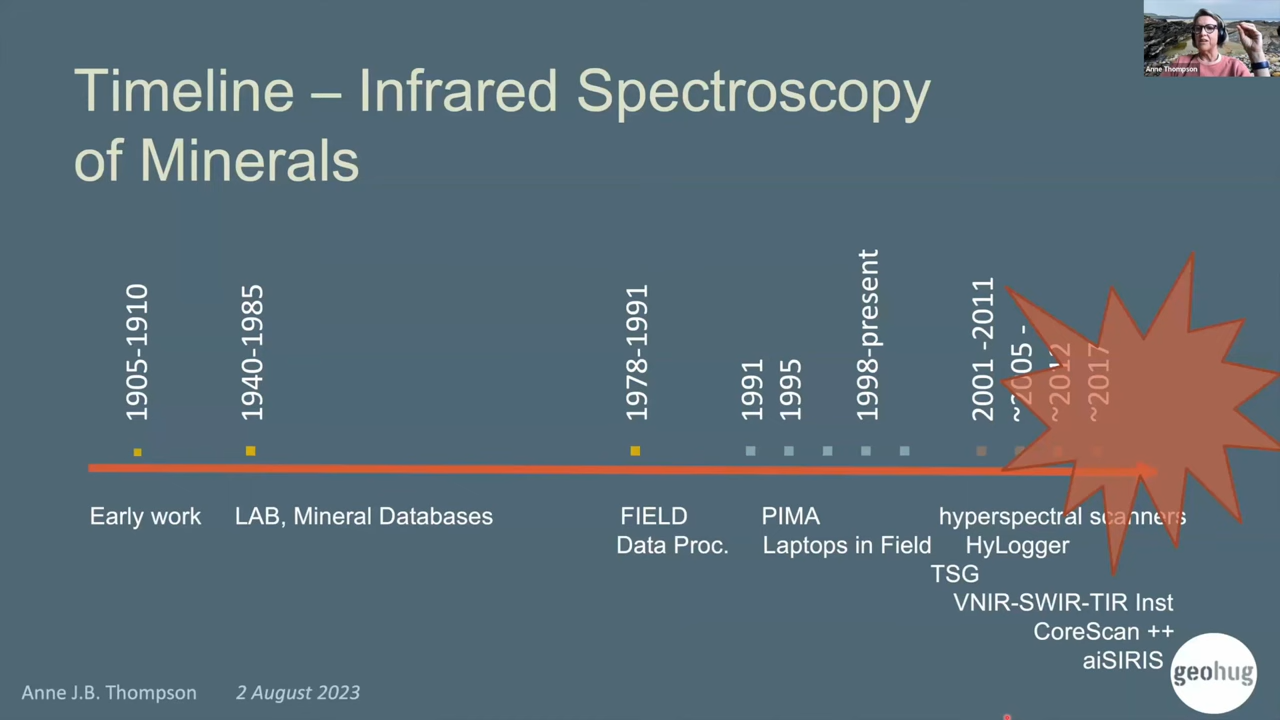 Anne Thompson
Timeline – Infrared Spectroscopy
of Minerals
1905-1910
1940-1985
1978-1991
1991
1995
1998-present
2001 -2011
~2005 -
~2012
~2017
Early work
LAB, Mineral Databases
FIELD
Data Proc.
PIMA
Laptops in Field
hyperspectral scanners
HyLogger
TSG
VNIR-SWIR-TIR Inst
CoreScan ++
aiSIRIS
geohug
Anne J.B. Thompson
2 August 2023